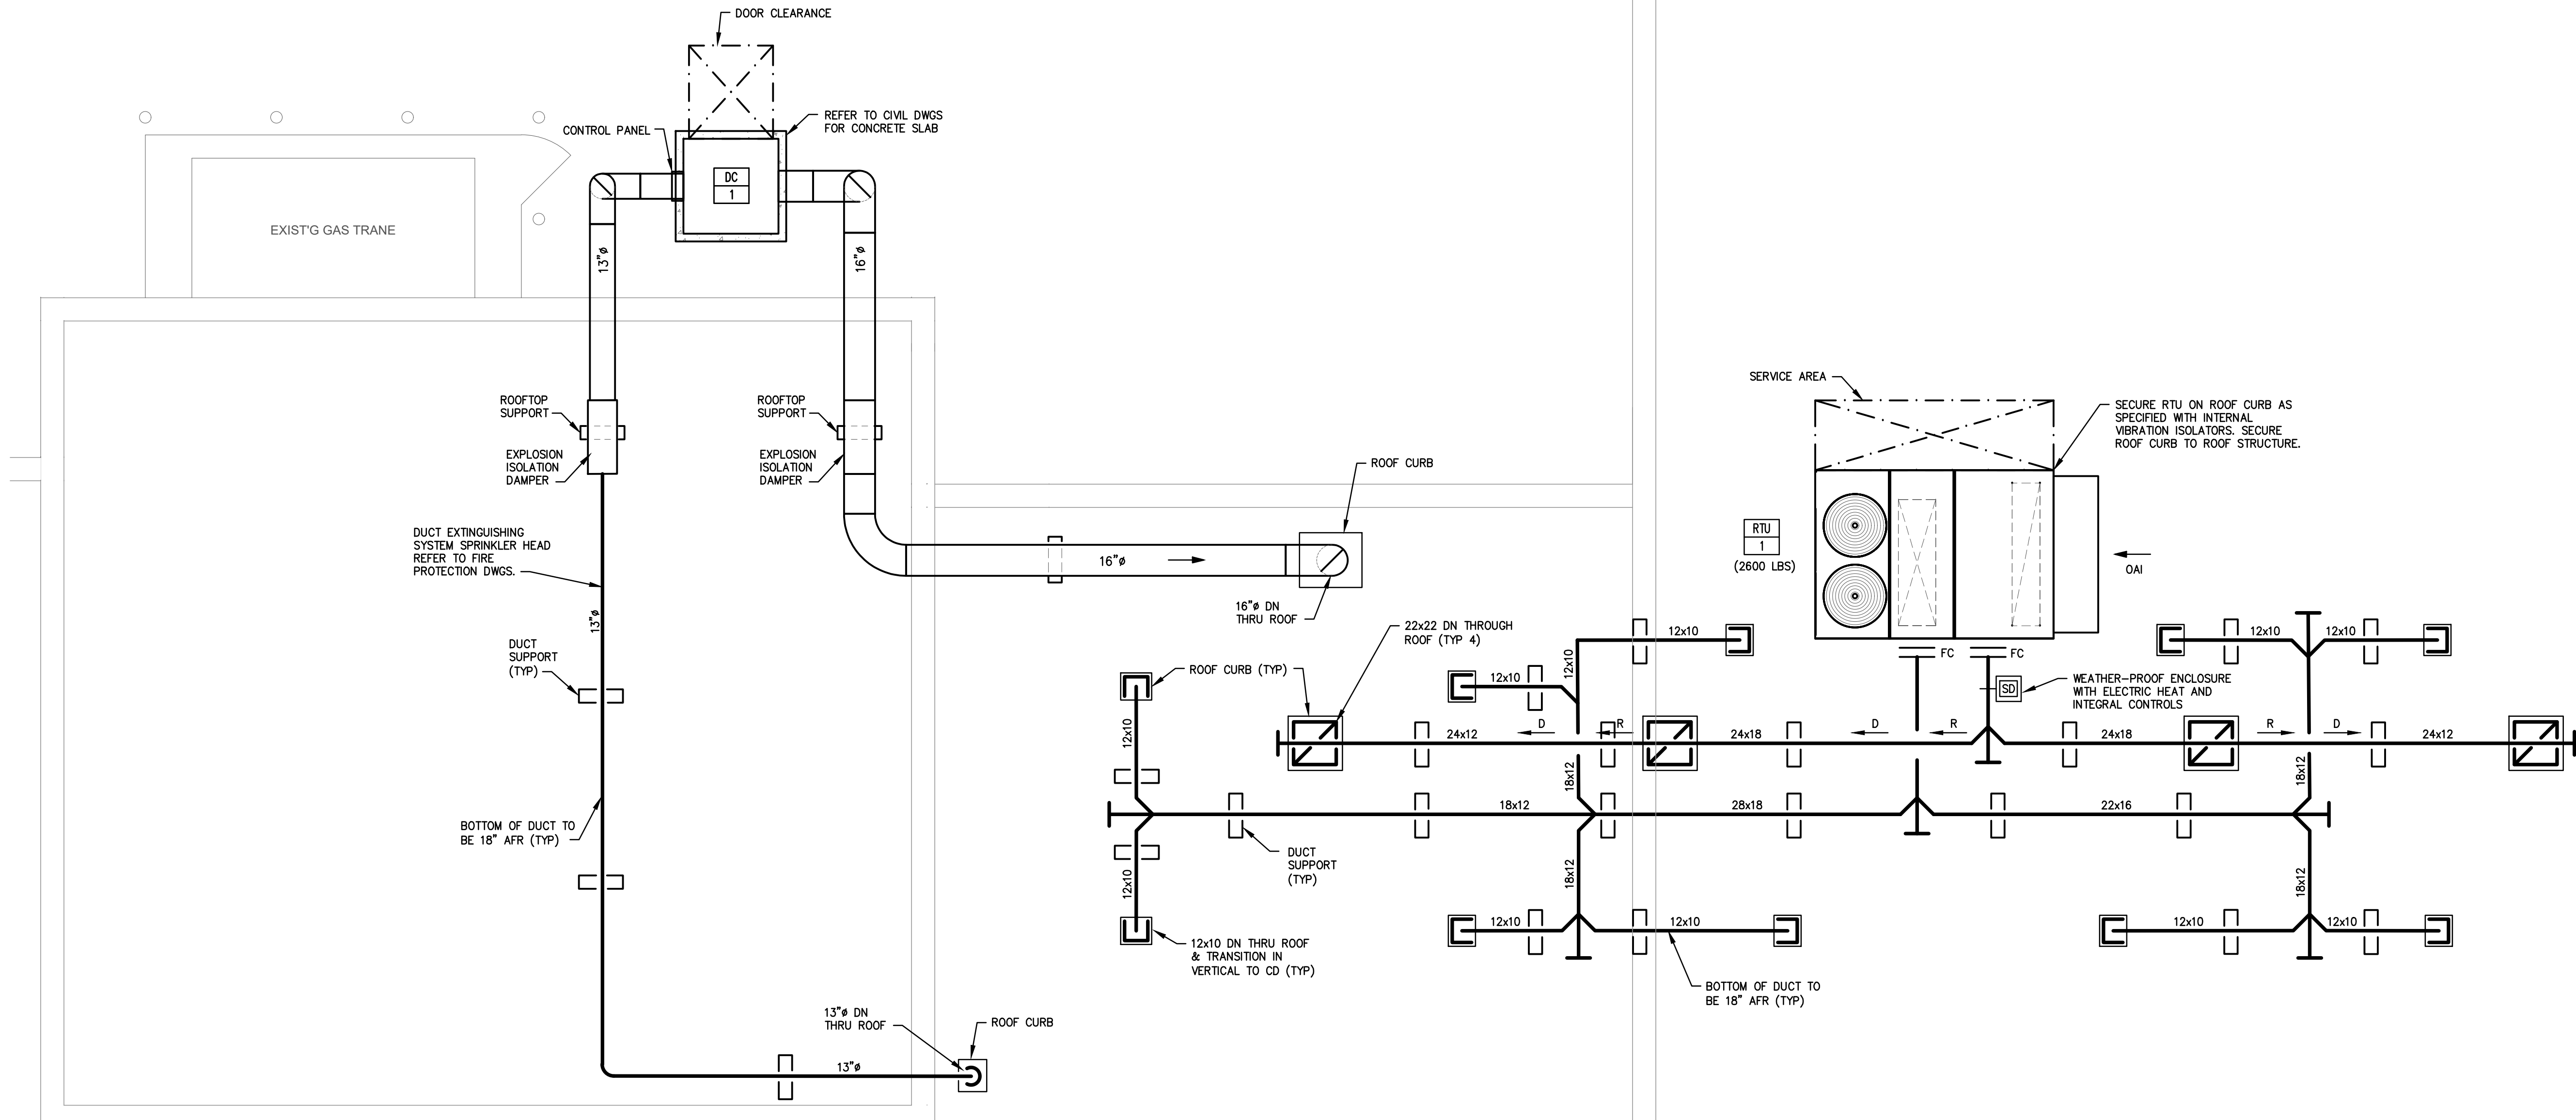 DOOR CLEARANCE
REFER TO CIVIL DWGS
FOR CONCRETE SLAB
CONTROL PANEL
DC
1
EXIST'G GAS TRANE
13"ø
16"ø
ROOFTOP
SUPPORT
EXPLOSION
ISOLATION
DAMPER
ROOFTOP
SUPPORT
EXPLOSION
ISOLATION
DAMPER
DUCT EXTINGUISHING
SYSTEM SPRINKLER HEAD
REFER TO FIRE
PROTECTION DWGS.
13"ø
DUCT
SUPPORT
(TYP)
BOTTOM OF DUCT TO
BE 18" AFR (TYP)
13"ø DN
THRU ROOF
ROOF CURB
13"ø
ROOF CURB
16"ø
16"ø DN
THRU ROOF
SERVICE AREA
SECURE RTU ON ROOF CURB AS
SPECIFIED WITH INTERNAL
VIBRATION ISOLATORS. SECURE
ROOF CURB TO ROOF STRUCTURE.
RTU
1
(2600 LBS)
OAI
22x22 DN THROUGH
ROOF (TYP 4)
ROOF CURB (TYP)
12x10
12x10
12x10
12x10
12x10
FC
FC
SD
WEATHER-PROOF ENCLOSURE
WITH ELECTRIC HEAT AND
INTEGRAL CONTROLS
12x10
24x12
D
R
24x18
D
R
24x18
R
D
24x12
18x12
18x12
18x12
28x18
22x16
DUCT
SUPPORT
(TYP)
12x10
18x12
18x12
12x10
12x10
12x10
12x10
12x10 DN THRU ROOF
& TRANSITION IN
VERTICAL TO CD (TYP)
BOTTOM OF DUCT TO
BE 18" AFR (TYP)